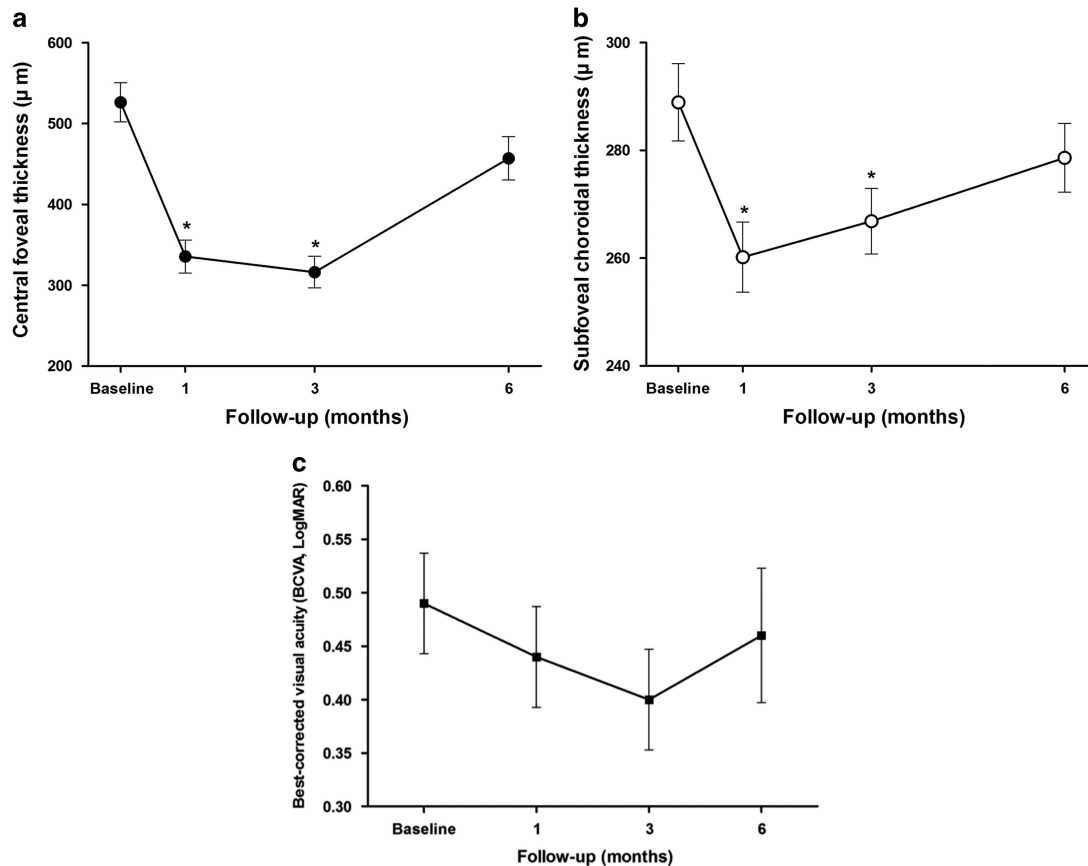 a
Central foveal thickness (µ m)
600
500
400
300
200
*
*
Baseline
1
3
6
Follow-up (months)
b
Subfoveal choroidal thickness (µ m)
300
280
260
240
*
*
1
3
6
Baseline
Follow-up (months)
c
Best-corrected visual acuity (BCVA, LogMAR)
0.60
0.55
0.50
0.45
0.40
0.35
0.30
Baseline
1
3
6
Follow-up (months)